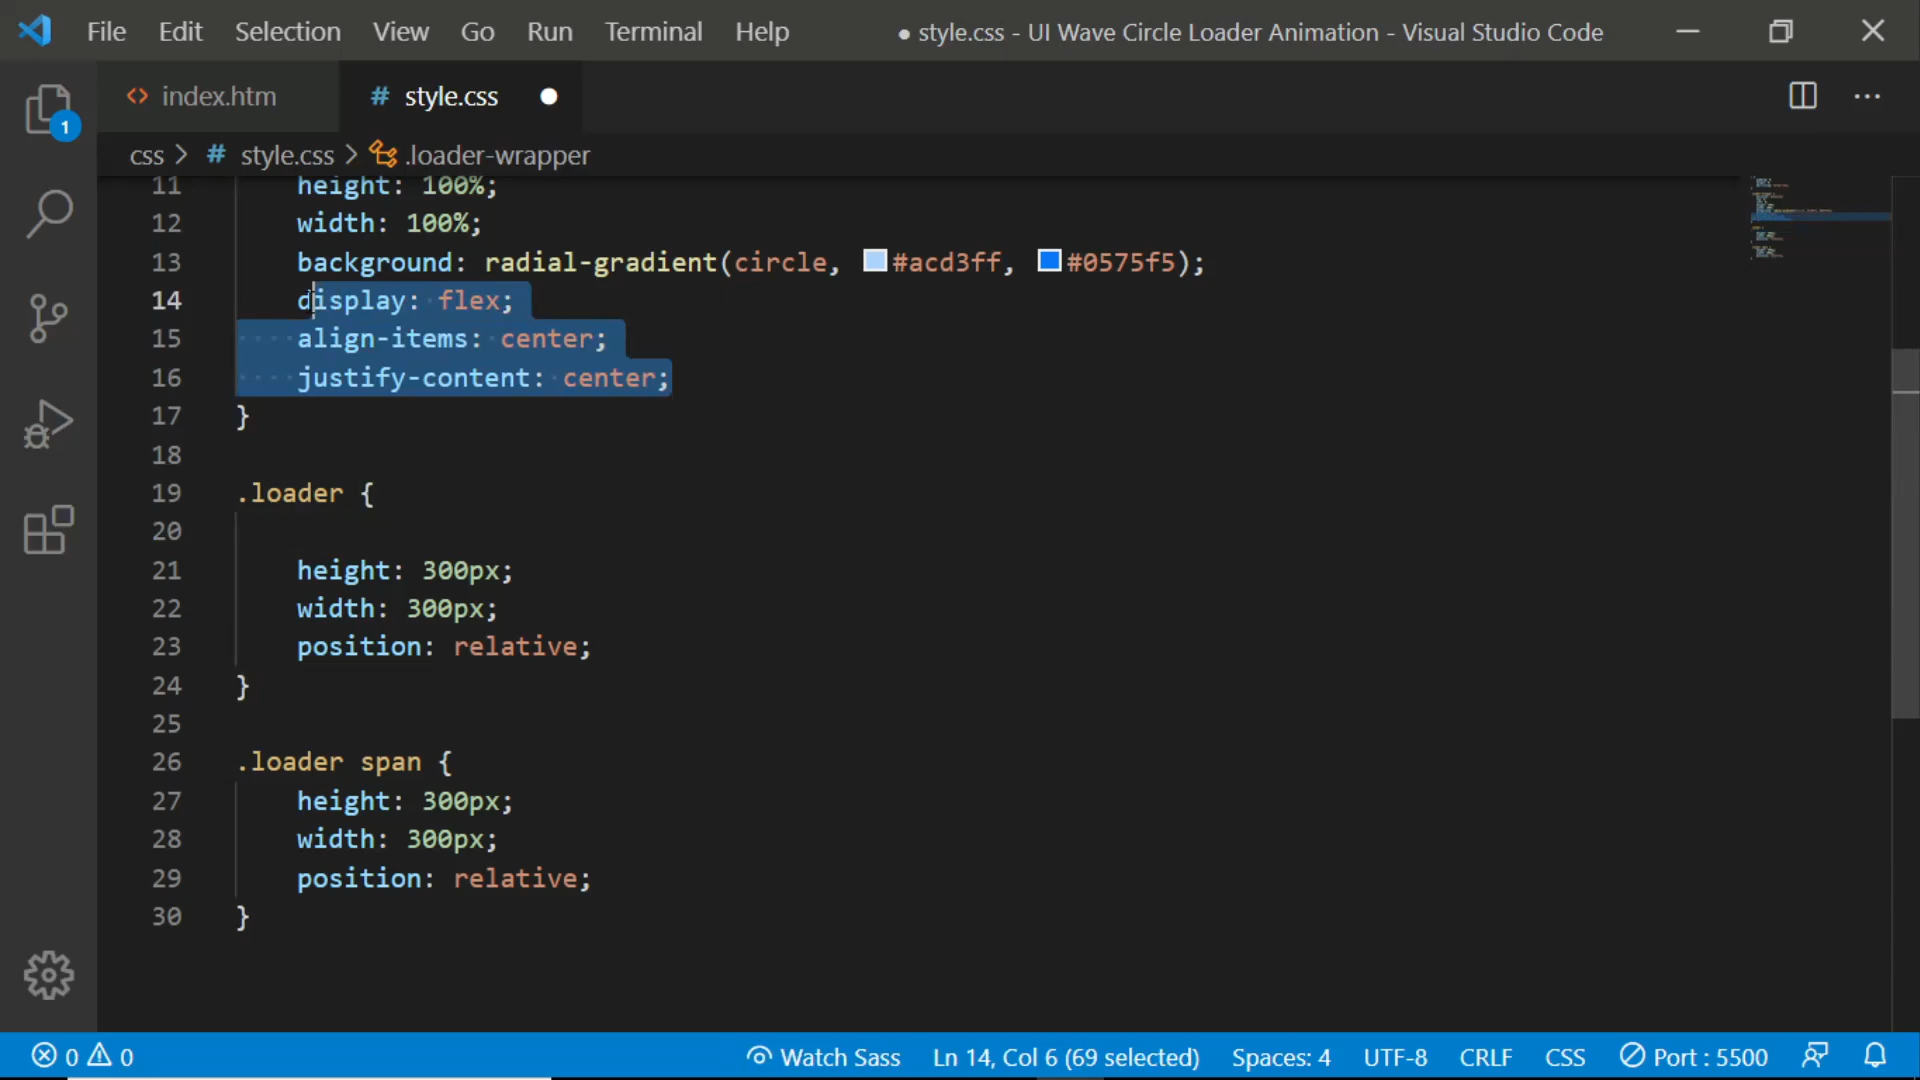 File Edit Selection View Go Run Terminal Help ● style.css - UI Wave Circle Loader Animation - Visual Studio Code
1
<> index.htm # style.css ●
css > # style.css > .loader-wrapper
11 height: 100%;
12 width: 100%;
13 background: radial-gradient(circle, #acd3ff, #0575f5);
14 display: flex;
15 align-items: center;
16 justify-content: center;
17 }
18
19 .loader {
20
21 height: 300px;
22 width: 300px;
23 position: relative;
24 }
25
26 .loader span {
27 height: 300px;
28 width: 300px;
29 position: relative;
30 }
0 0 Watch Sass Ln 14, Col 6 (69 selected) Spaces: 4 UTF-8 CRLF CSS Port : 5500